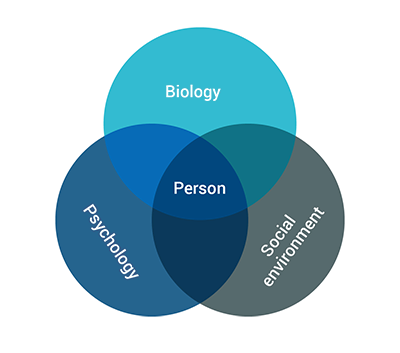 Biology
Person
Psychology
Social
environment